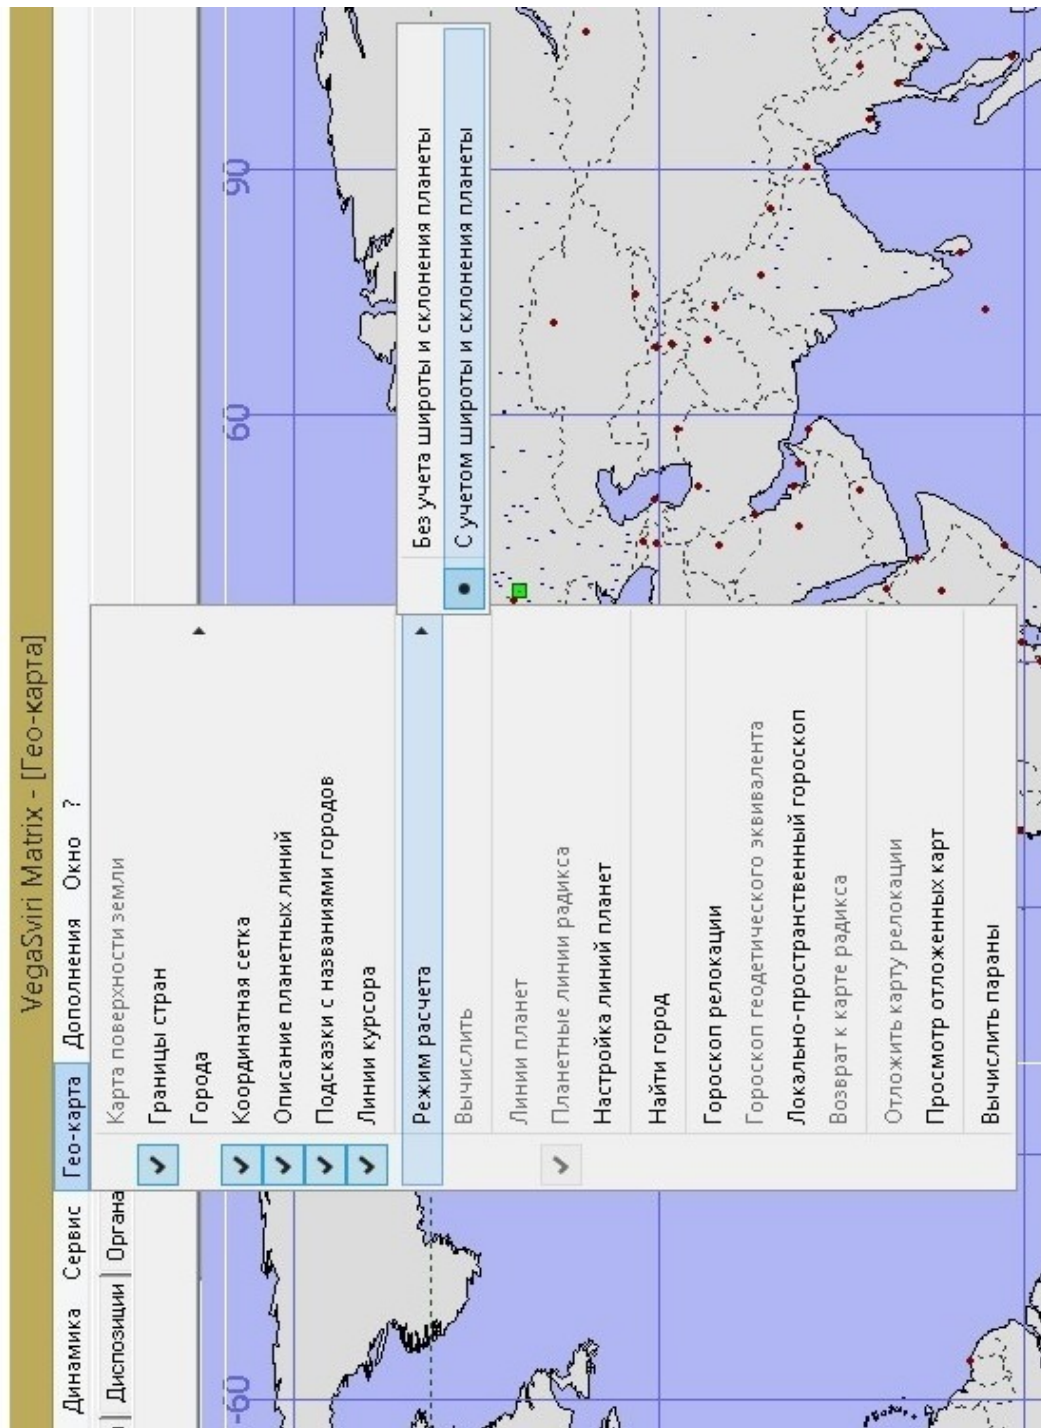 VegaSviri Matrix - [Гео-карта]
Динамика Сервис Гео-карта Дополнения Окно ?
Диспозиции Органа
Карта поверхности земли
Границы стран
Города
Координатная сетка
Описание планетных линий
Подсказки с названиями городов
Линии курсора
Режим расчета
Без учета широты и склонения планеты
С учетом широты и склонения планеты
Вычислить
Линии планет
Планетные линии радикса
Настройка линий планет
Найти город
Гороскоп релокации
Гороскоп геодетического эквивалента
Локально-пространственный гороскоп
Возврат к карте радикса
Отложить карту релокации
Просмотр отложенных карт
Вычислить параны
-60 60 90